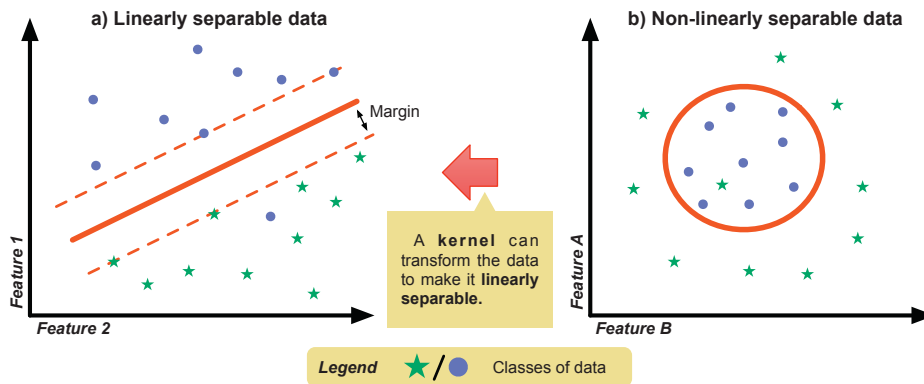 a) Linearly separable data
Feature 1
Margin
Feature 2
A kernel can
transform the data
to make it linearly
separable.
b) Non-linearly separable data
Feature A
Feature B
Legend / Classes of data